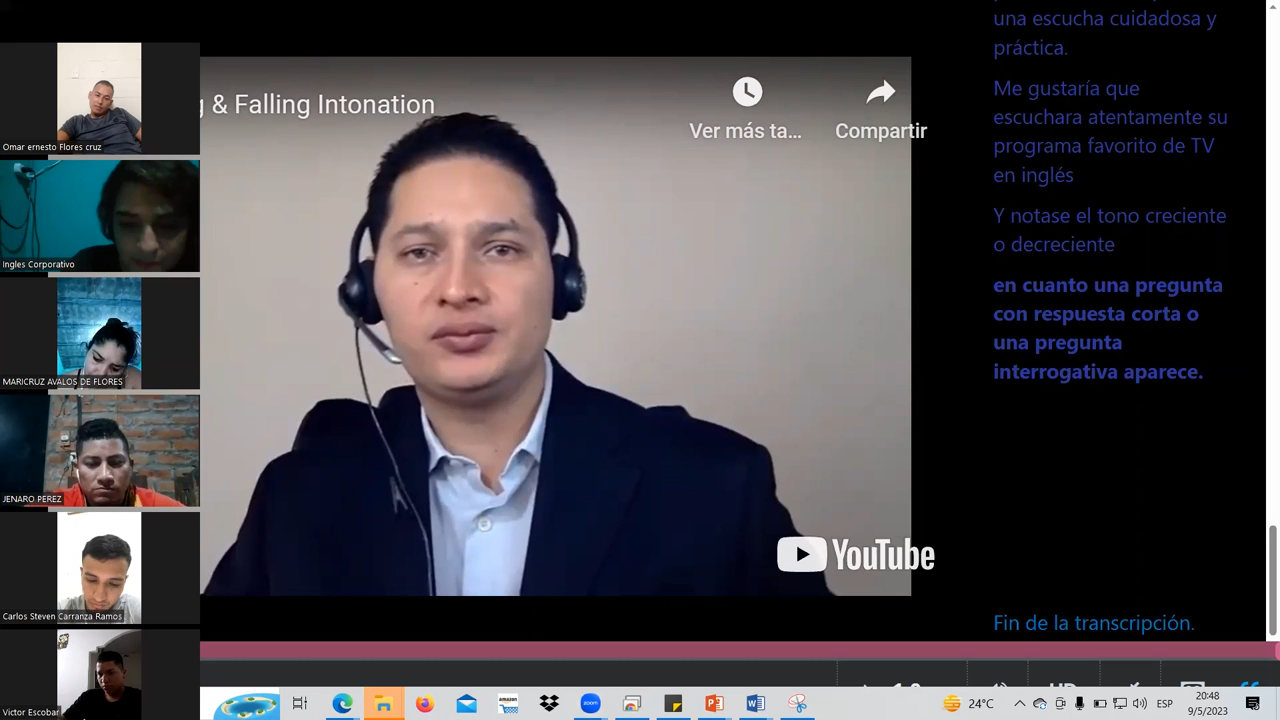 una escucha cuidadosa y
práctica.
Me gustaría que
escuchara atentamente su
programa favorito de TV
en inglés
Y notase el tono creciente
o decreciente
en cuanto una pregunta
con respuesta corta o
una pregunta
interrogativa aparece.
Fin de la transcripción.
& Falling Intonation
Ver más ta...
Compartir
YouTube
Omar ernesto Flores cruz
Ingles Corporativo
MARICRUZ AVALOS DE FLORES
JENARO PEREZ
Carlos Steven Carranza Ramos
Victor Escobar
amazon
zoom
24°C
ESP
20:48
9/5/2023